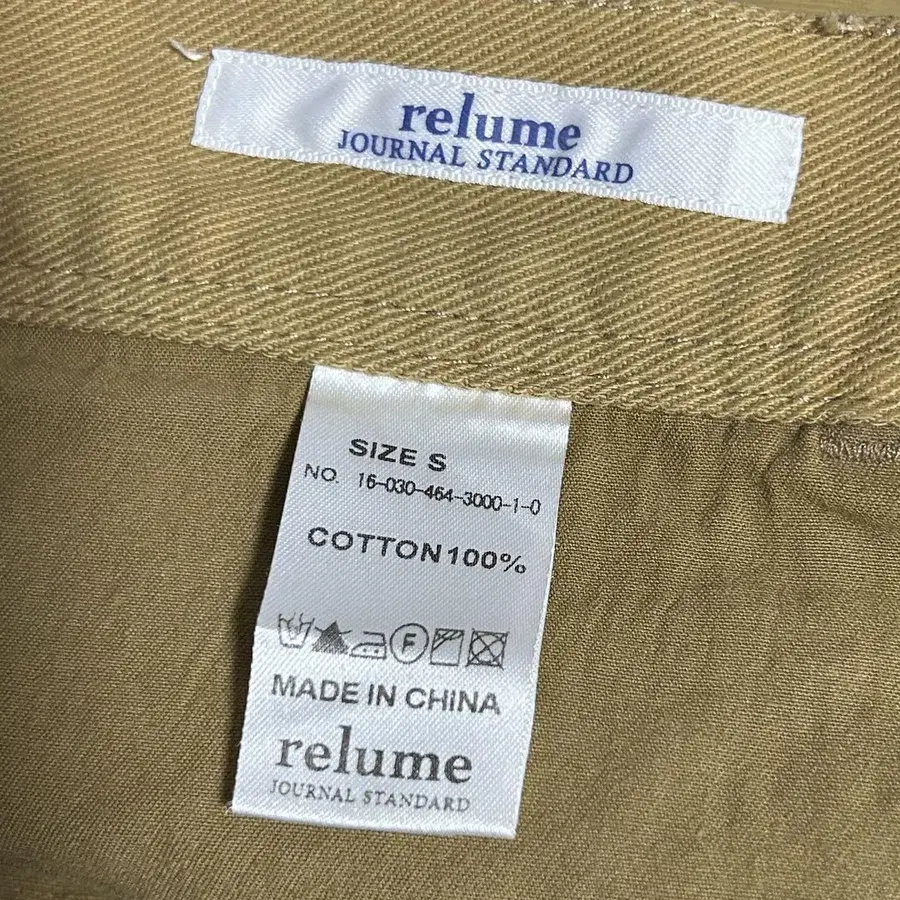 relume
JOURNAL STANDARD
SIZE S
NO. 16-030-464-3000-1-0
COTTON100%
F
MADE IN CHINA
relume
JOURNAL STANDARD